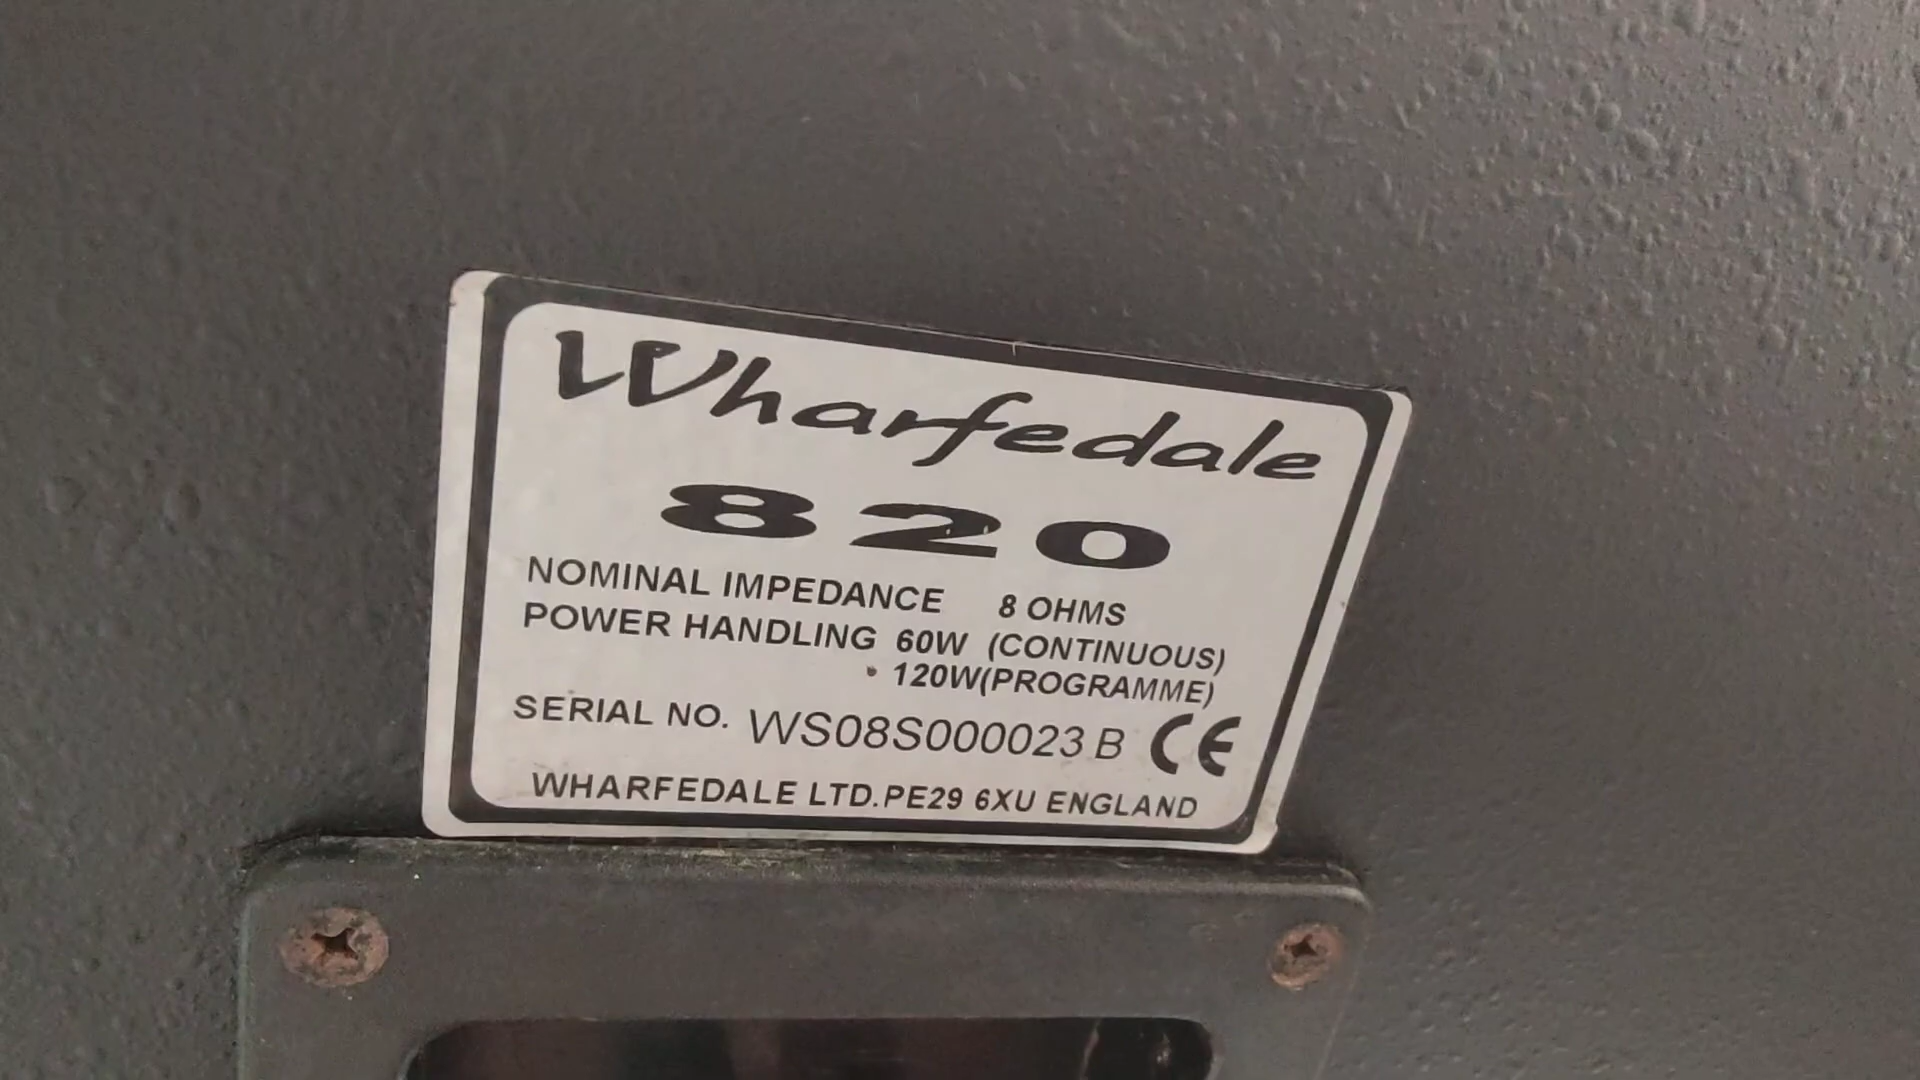 Wharfedale
820
NOMINAL IMPEDANCE 8 OHMS
POWER HANDLING 60W (CONTINUOUS)
120W(PROGRAMME)
SERIAL NO. WS08S000023 B CE
WHARFEDALE LTD.PE29 6XU ENGLAND